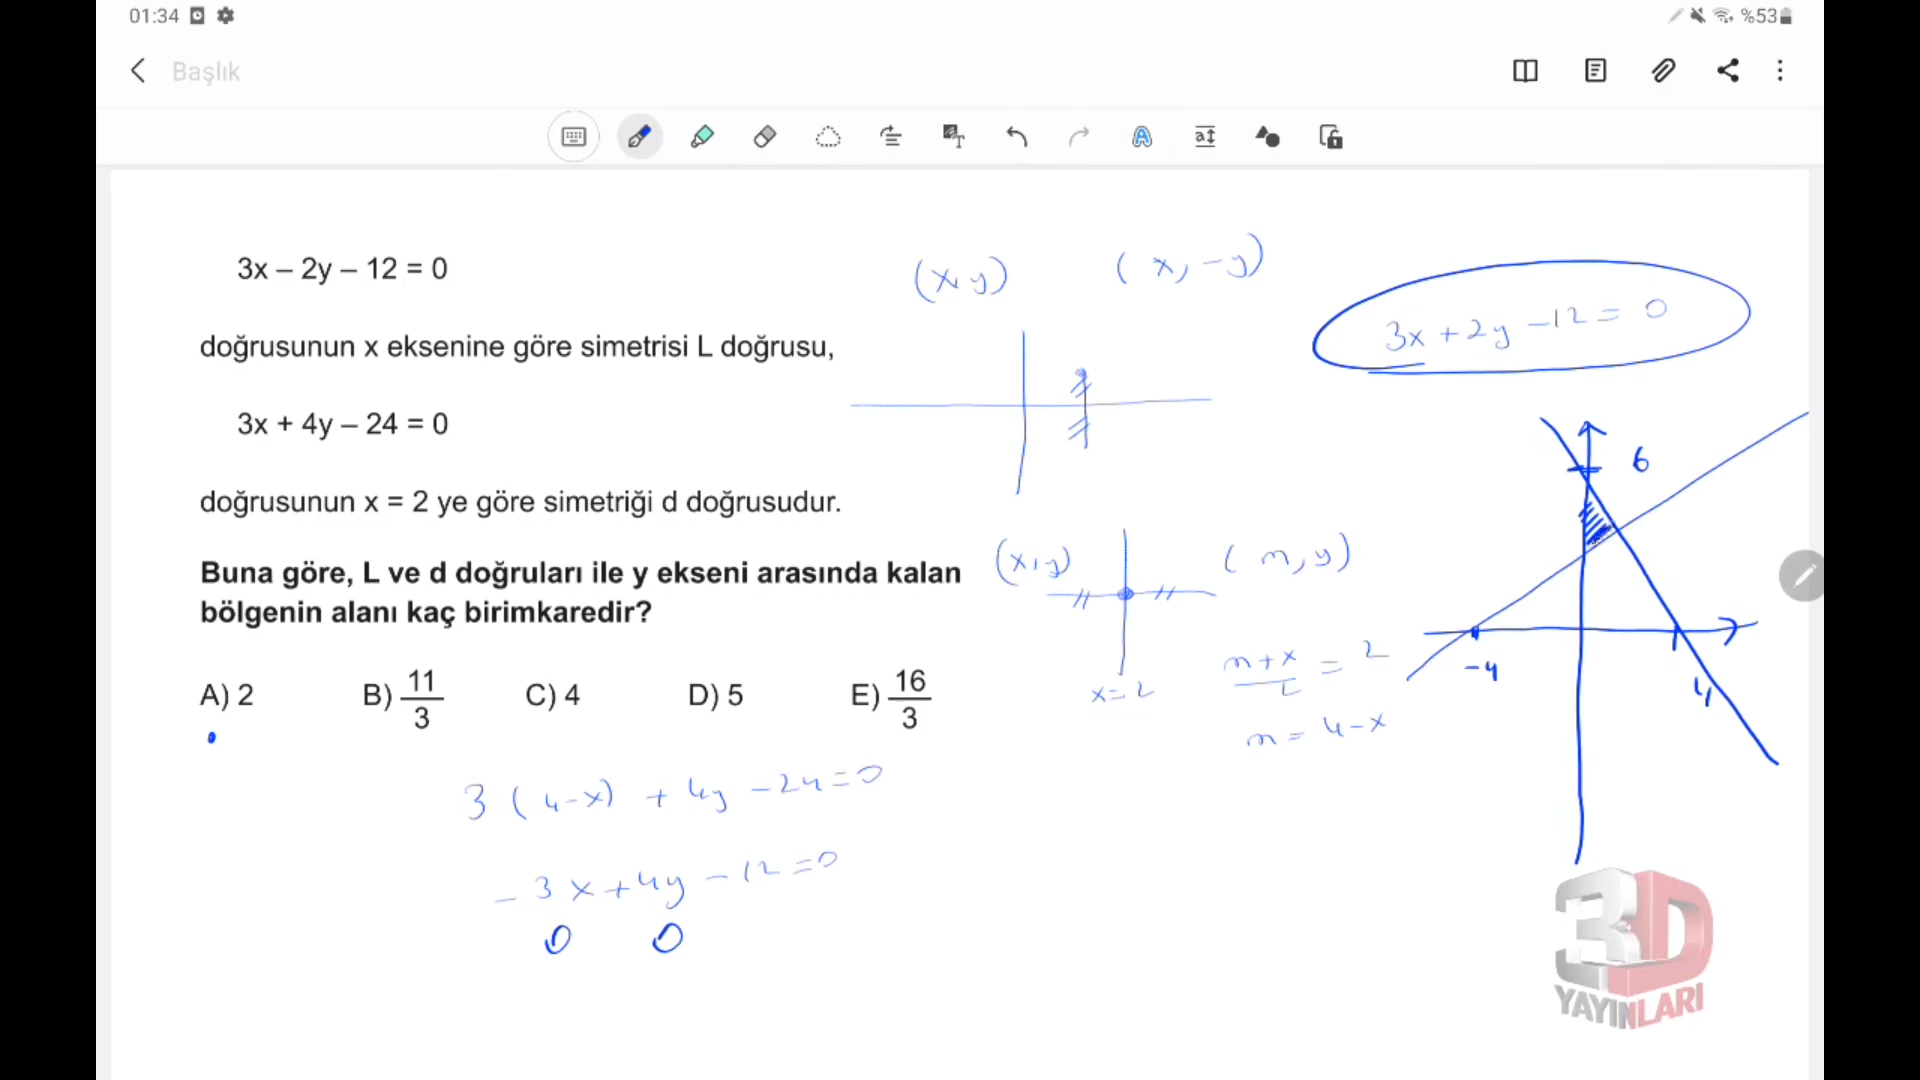 01:34
%53
Başlık
3x – 2y – 12 = 0
doğrusunun x eksenine göre simetrisi L doğrusu,
3x + 4y – 24 = 0
doğrusunun x = 2 ye göre simetriği d doğrusudur.
Buna göre, L ve d doğruları ile y ekseni arasında kalan
bölgenin alanı kaç birimkaredir?
A) 2 B) 11/3 C) 4 D) 5 E) 16/3
(x,y) (x, -y)
3x + 2y - 12 = 0
6
-4
4
(x,y) (m,y)
x = 2
m+x/2 = 2
m = 4-x
3 (4-x) + 4y - 24 = 0
- 3x + 4y - 12 = 0
0 0
3D
YAYINLARI